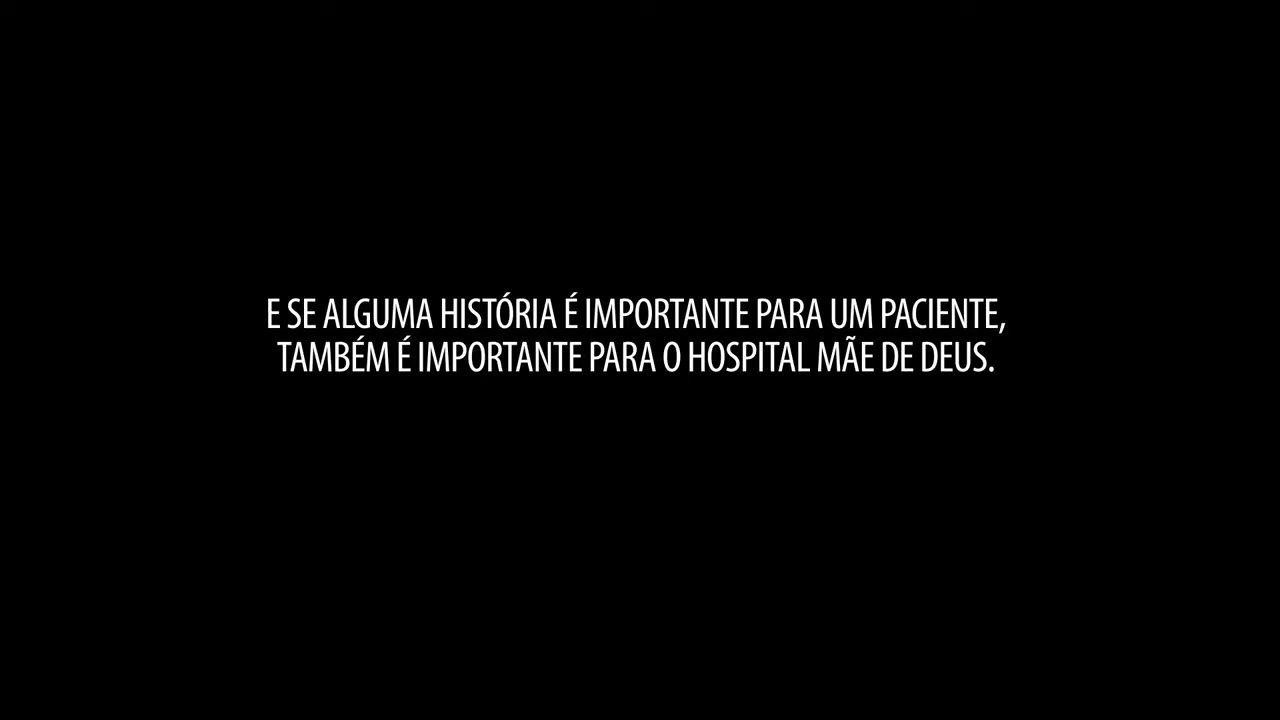 E SE ALGUMA HISTÓRIA É IMPORTANTE PARA UM PACIENTE,
TAMBÉM É IMPORTANTE PARA O HOSPITAL MÃE DE DEUS.